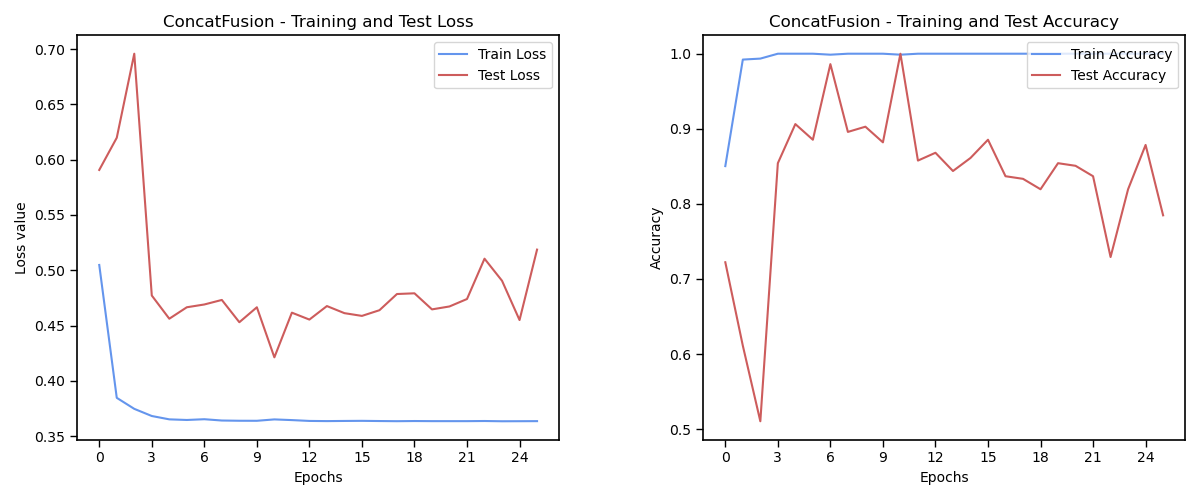 ConcatFusion - Training and Test Loss
Train Loss
Test Loss
Loss value
0.70
0.65
0.60
0.55
0.50
0.45
0.40
0.35
0 3 6 9 12 15 18 21 24
Epochs
ConcatFusion - Training and Test Accuracy
Train Accuracy
Test Accuracy
Accuracy
1.0
0.9
0.8
0.7
0.6
0.5
0 3 6 9 12 15 18 21 24
Epochs